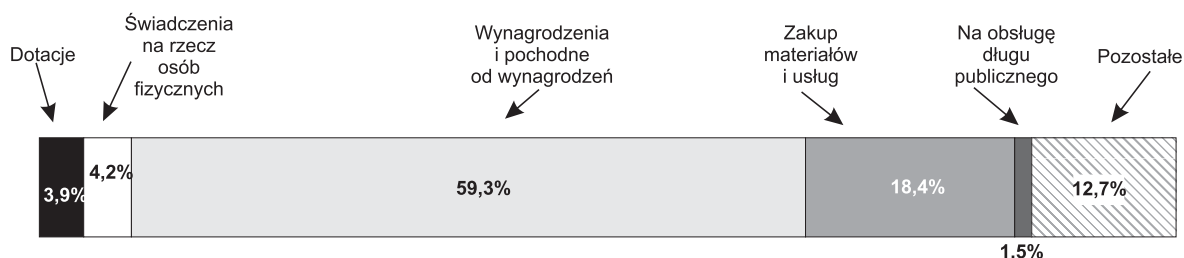 Dotacje
Świadczenia
na rzecz
osób
fizycznych
Wynagrodzenia
i pochodne
od wynagrodzeń
Zakup
materiałów
i usług
Na obsługę
długu
publicznego
Pozostałe
3,9%
4,2%
59,3%
18,4%
1,5%
12,7%